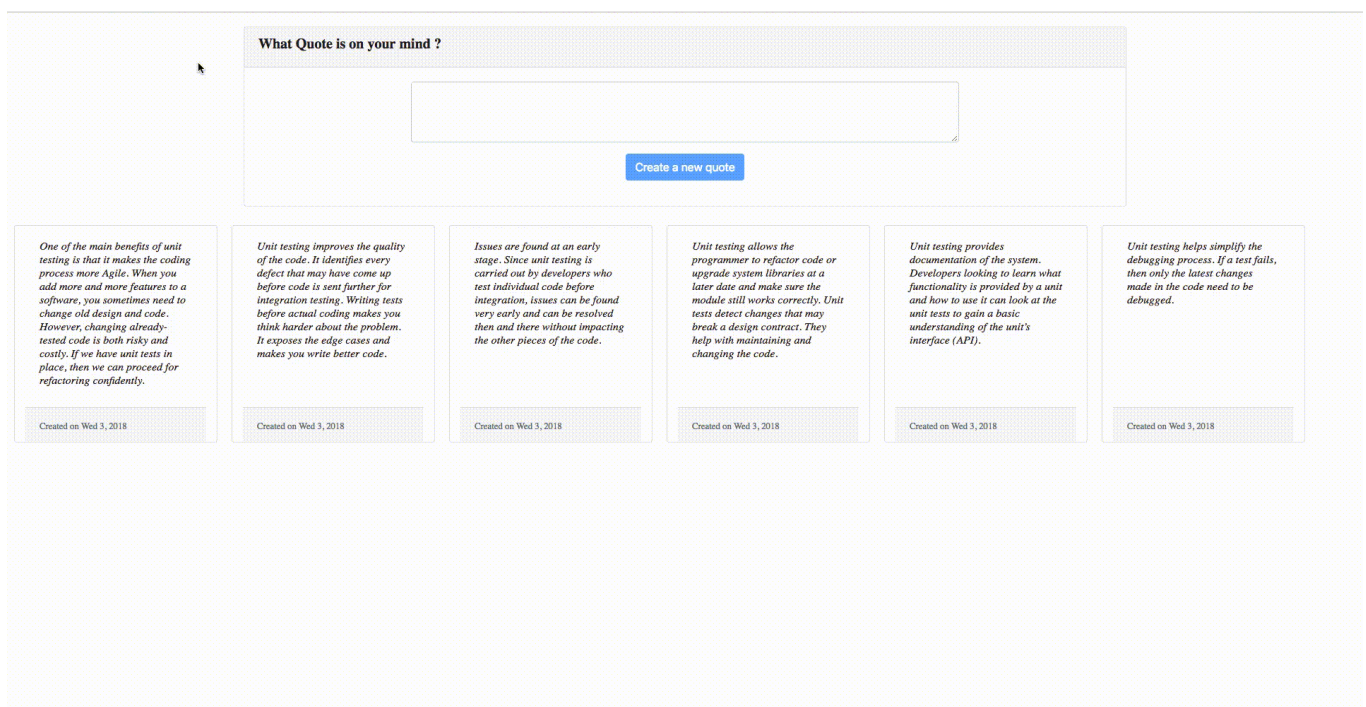 What Quote is on your mind ?
Create a new quote
One of the main benefits of unit
testing is that it makes the coding
process more Agile. When you
add more and more features to a
software, you sometimes need to
change old design and code.
However, changing already-
tested code is both risky and
costly. If we have unit tests in
place, then we can proceed for
refactoring confidently.
Created on Wed 3, 2018
Unit testing improves the quality
of the code. It identifies every
defect that may have come up
before code is sent further for
integration testing. Writing tests
before actual coding makes you
think harder about the problem.
It exposes the edge cases and
makes you write better code.
Created on Wed 3, 2018
Issues are found at an early
stage. Since unit testing is
carried out by developers who
test individual code before
integration, issues can be found
very early and can be resolved
then and there without impacting
the other pieces of the code.
Created on Wed 3, 2018
Unit testing allows the
programmer to refactor code or
upgrade system libraries at a
later date and make sure the
module still works correctly. Unit
tests detect changes that may
break a design contract. They
help with maintaining and
changing the code.
Created on Wed 3, 2018
Unit testing provides
documentation of the system.
Developers looking to learn what
functionality is provided by a unit
and how to use it can look at the
unit tests to gain a basic
understanding of the unit's
interface (API).
Created on Wed 3, 2018
Unit testing helps simplify the
debugging process. If a test fails,
then only the latest changes
made in the code need to be
debugged.
Created on Wed 3, 2018